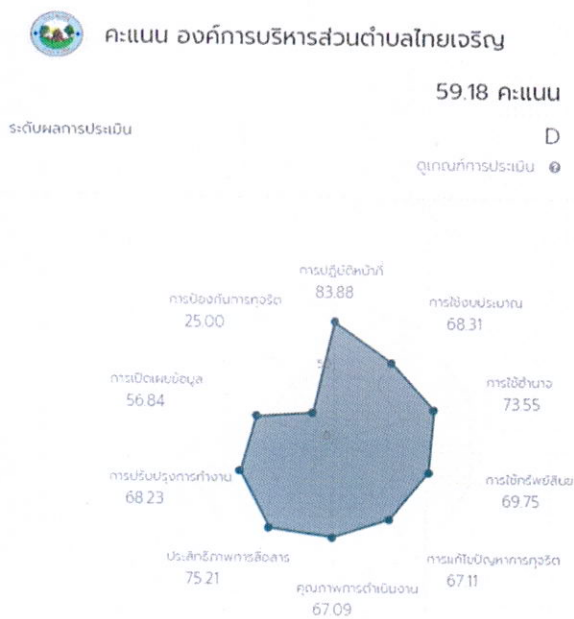 คะแนน องค์การบริหารส่วนตำบลไทยเจริญ
59.18 คะแนน
ระดับผลการประเมิน
D
ดูเกณฑ์การประเมิน
การปฏิบัติหน้าที่
83.88
การใช้งบประมาณ
68.31
การใช้อำนาจ
73.55
การใช้ทรัพย์สินข
69.75
การแก้ไขปัญหาการทุจริต
67.11
คุณภาพการดำเนินงาน
67.09
ประสิทธิภาพการสื่อสาร
75.21
การปรับปรุงการทำงาน
68.23
การเปิดเผยข้อมูล
56.84
การป้องกันการทุจริต
25.00
0